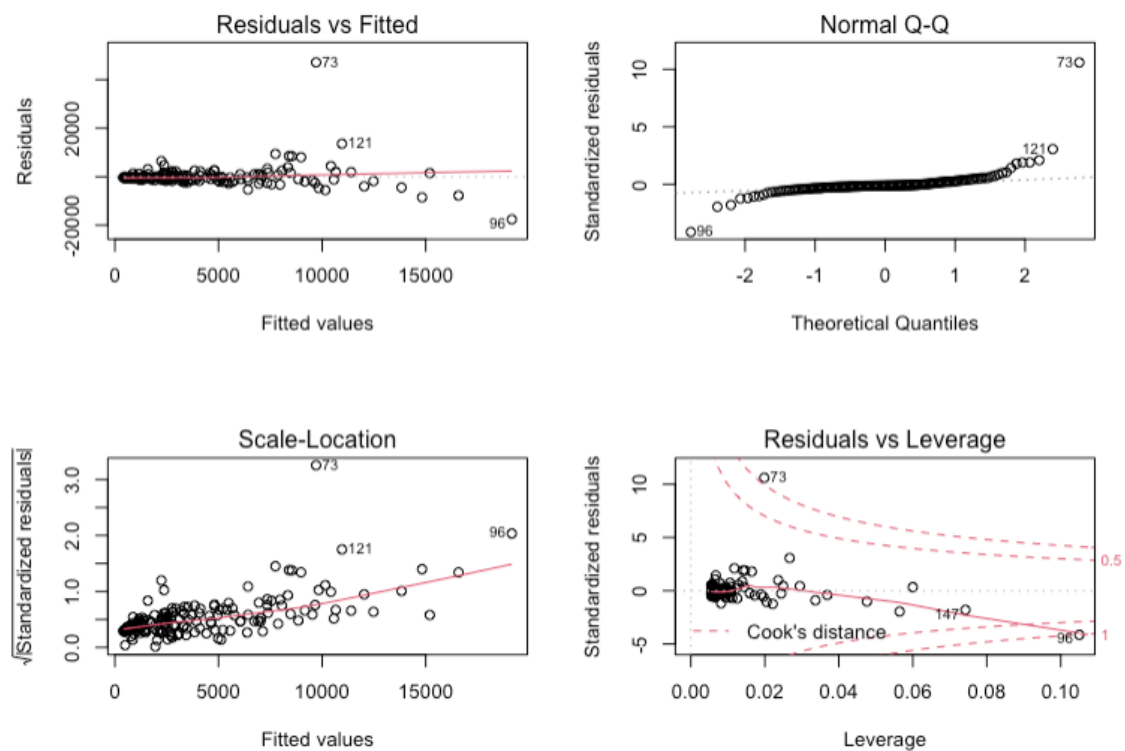 Residuals vs Fitted
Residuals
20000
-20000
73
121
96
0 5000 10000 15000
Fitted values
Normal Q-Q
Standardized residuals
10
5
0
73
121
96
-2 -1 0 1 2
Theoretical Quantiles
Scale-Location
√|Standardized residuals|
3.0
2.0
1.0
0.0
73
96
121
0 5000 10000 15000
Fitted values
Residuals vs Leverage
Standardized residuals
10
5
0
-5
73
0.5
147
Cook's distance
96
1
0.00 0.02 0.04 0.06 0.08 0.10
Leverage